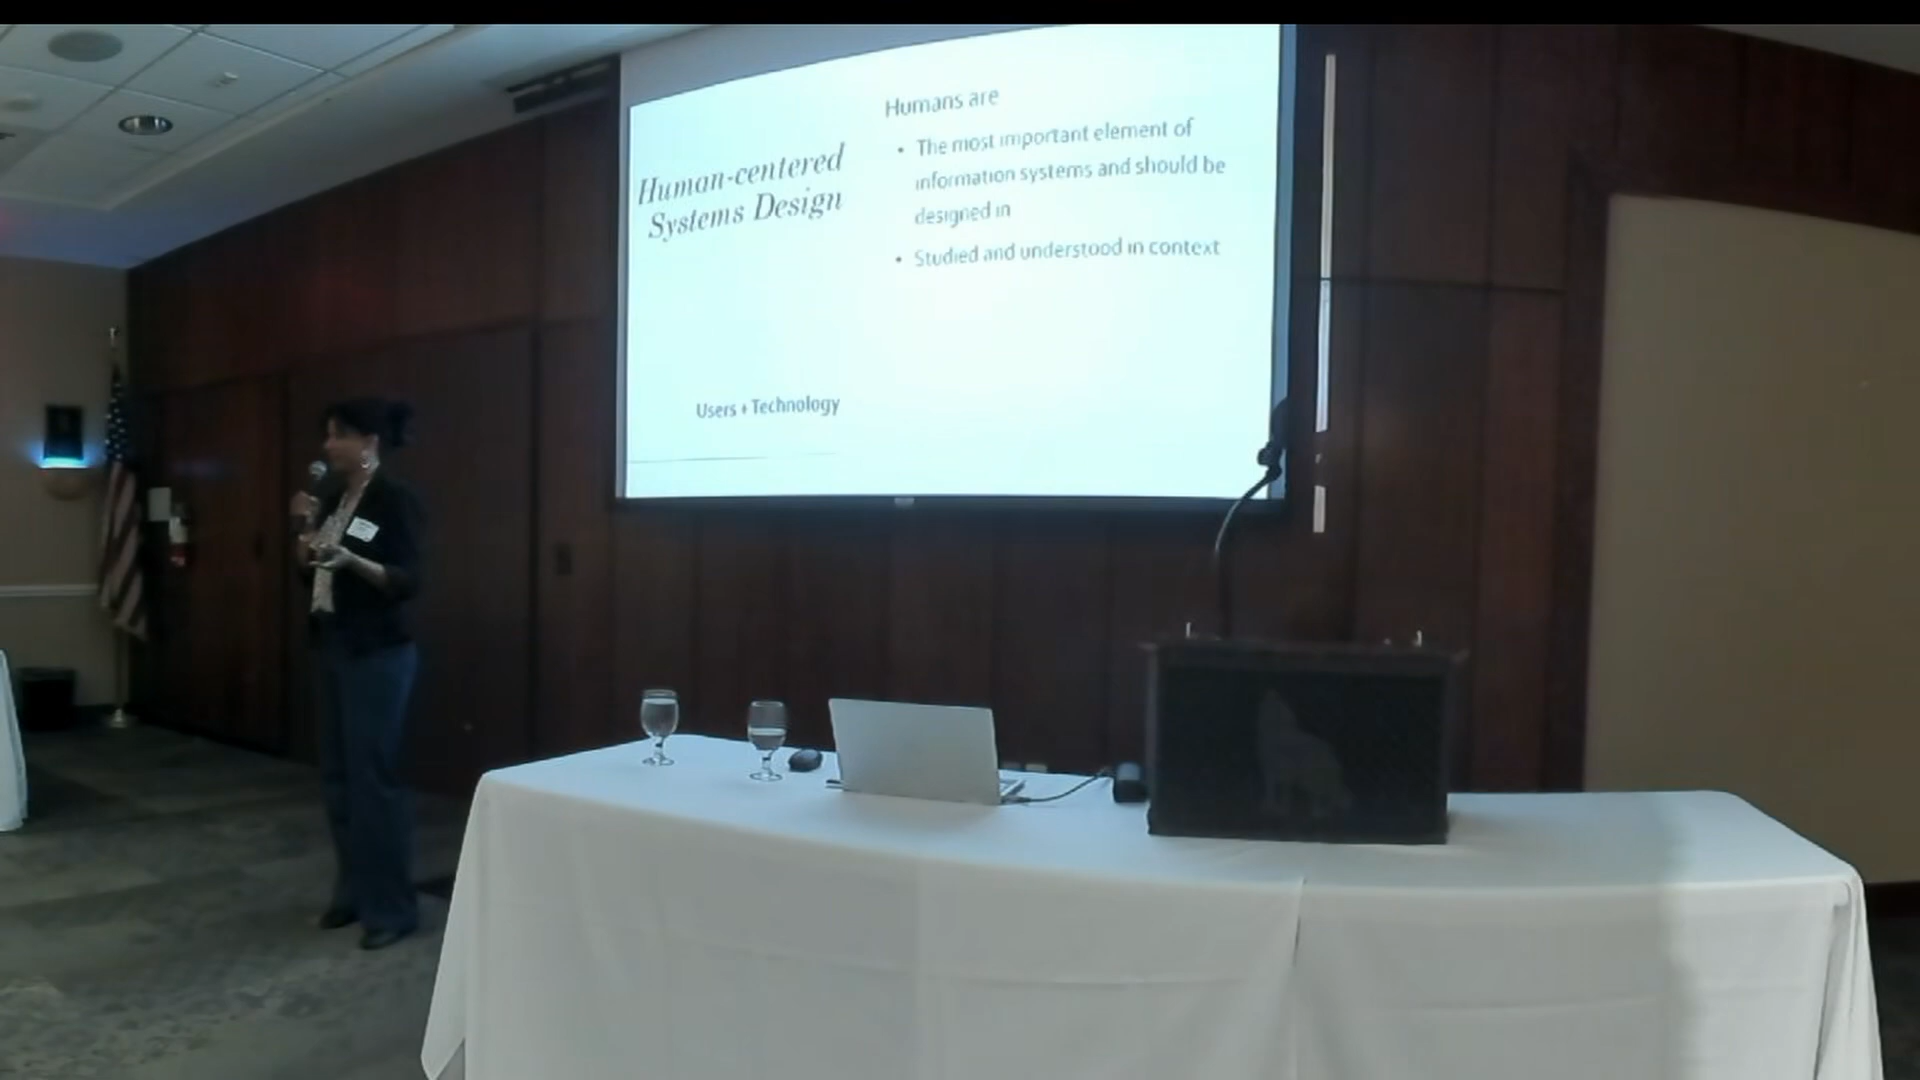 Human-centered
Systems Design
Users + Technology
Humans are
• The most important element of
information systems and should be
designed in
• Studied and understood in context